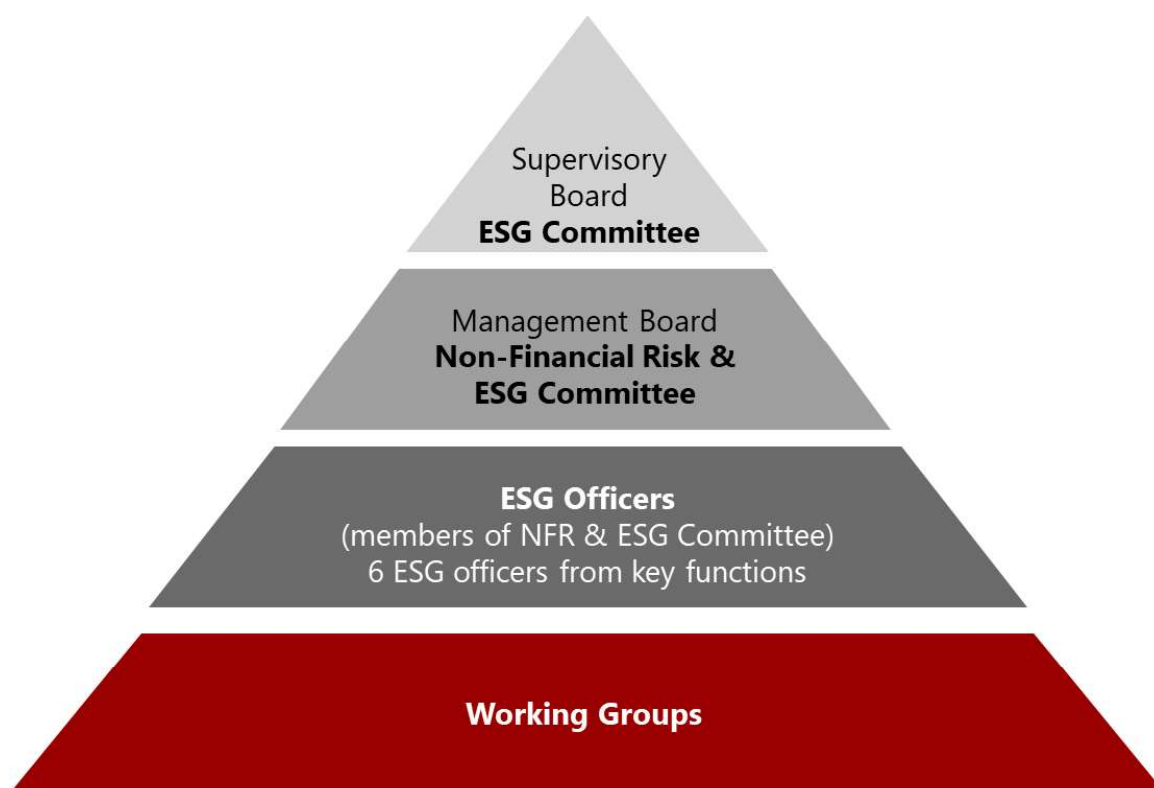 Supervisory
Board
ESG Committee
Management Board
Non-Financial Risk &
ESG Committee
ESG Officers
(members of NFR & ESG Committee)
6 ESG officers from key functions
Working Groups